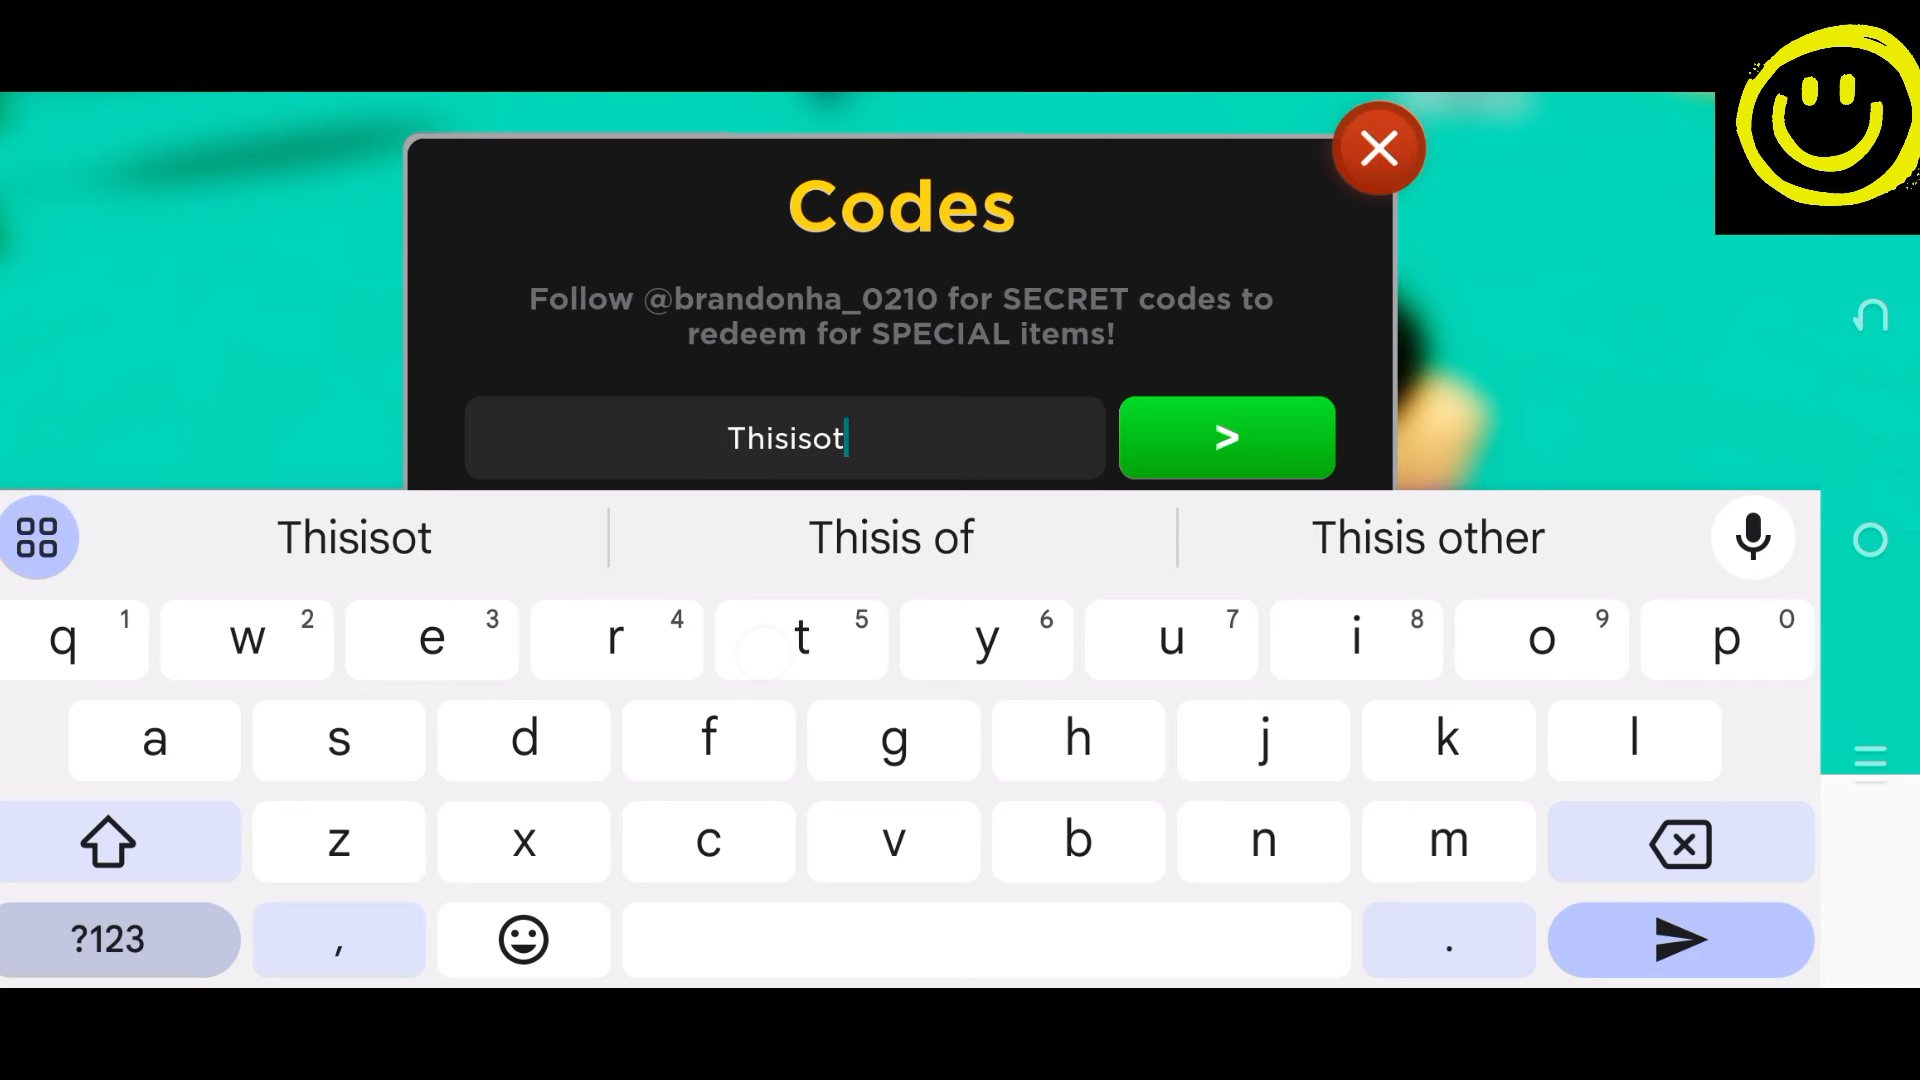 Codes
Follow @brandonha_0210 for SECRET codes to
redeem for SPECIAL items!
Thisisot
>
Thisisot
Thisis of
Thisis other
q 1 w 2 e 3 r 4 t 5 y 6 u 7 i 8 o 9 p 0
a s d f g h j k l
z x c v b n m
?123 , .